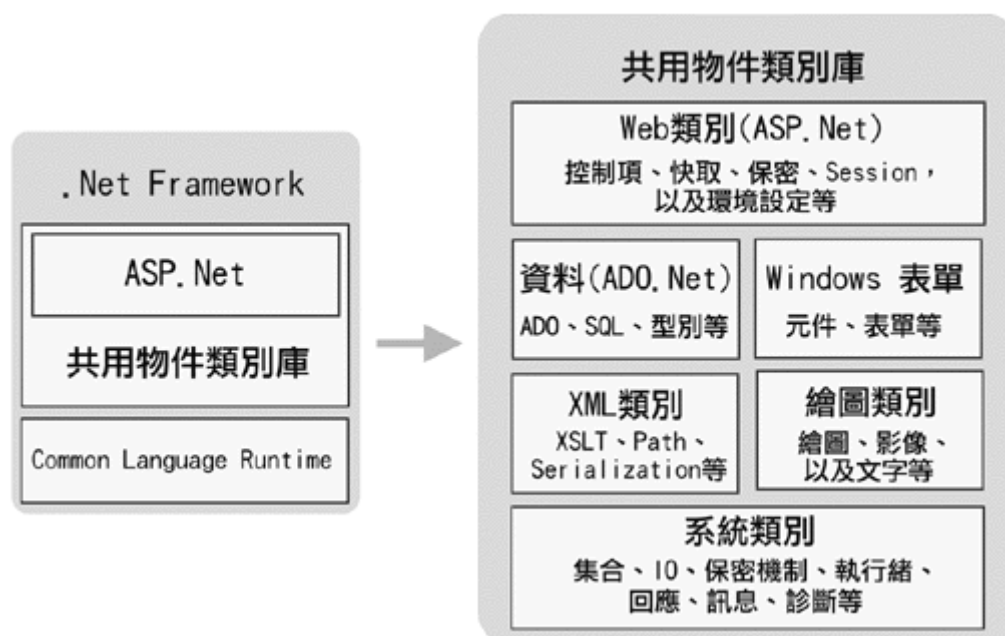 .Net Framework
ASP.Net
共用物件類別庫
Common Language Runtime
共用物件類別庫
Web類別(ASP.Net)
控制項、快取、保密、Session,
以及環境設定等
資料(ADO.Net)
ADO、SQL、型別等
Windows 表單
元件、表單等
XML類別
XSLT、Path、
Serialization等
繪圖類別
繪圖、影像、
以及文字等
系統類別
集合、IO、保密機制、執行緒、
回應、訊息、診斷等